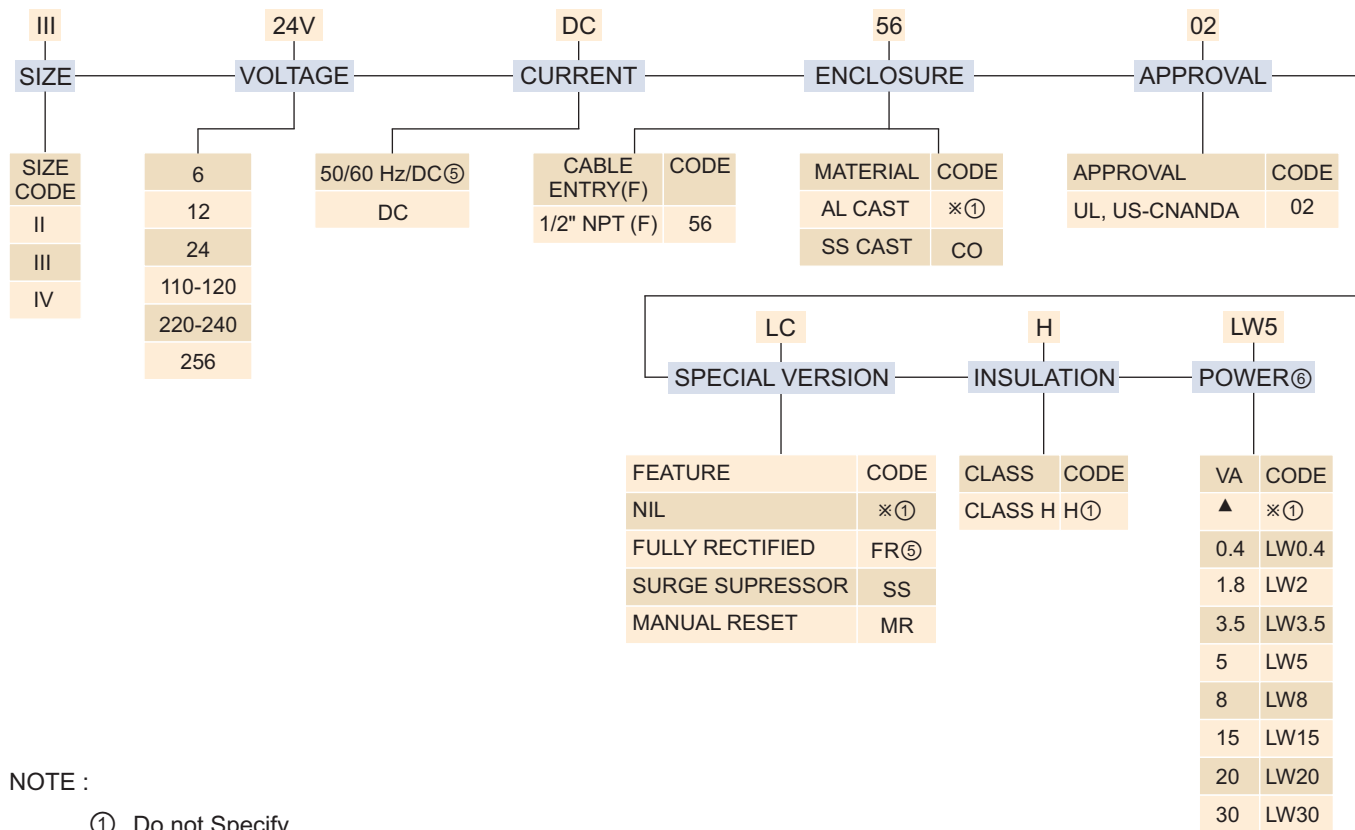 III 24V DC 56 02
SIZE VOLTAGE CURRENT ENCLOSURE APPROVAL
SIZE CODE
II
III
IV
6
12
24
110-120
220-240
256
50/60 Hz/DC⑤
DC
CABLE ENTRY(F) CODE
1/2" NPT (F) 56
MATERIAL CODE
AL CAST ※①
SS CAST CO
APPROVAL CODE
UL, US-CNANDA 02
LC H LW5
SPECIAL VERSION INSULATION POWER⑥
FEATURE CODE
NIL ※①
FULLY RECTIFIED FR⑤
SURGE SUPRESSOR SS
MANUAL RESET MR
CLASS CODE
CLASS H H①
VA CODE
▲ ※①
0.4 LW0.4
1.8 LW2
3.5 LW3.5
5 LW5
8 LW8
15 LW15
20 LW20
30 LW30
NOTE :
① Do not Specify